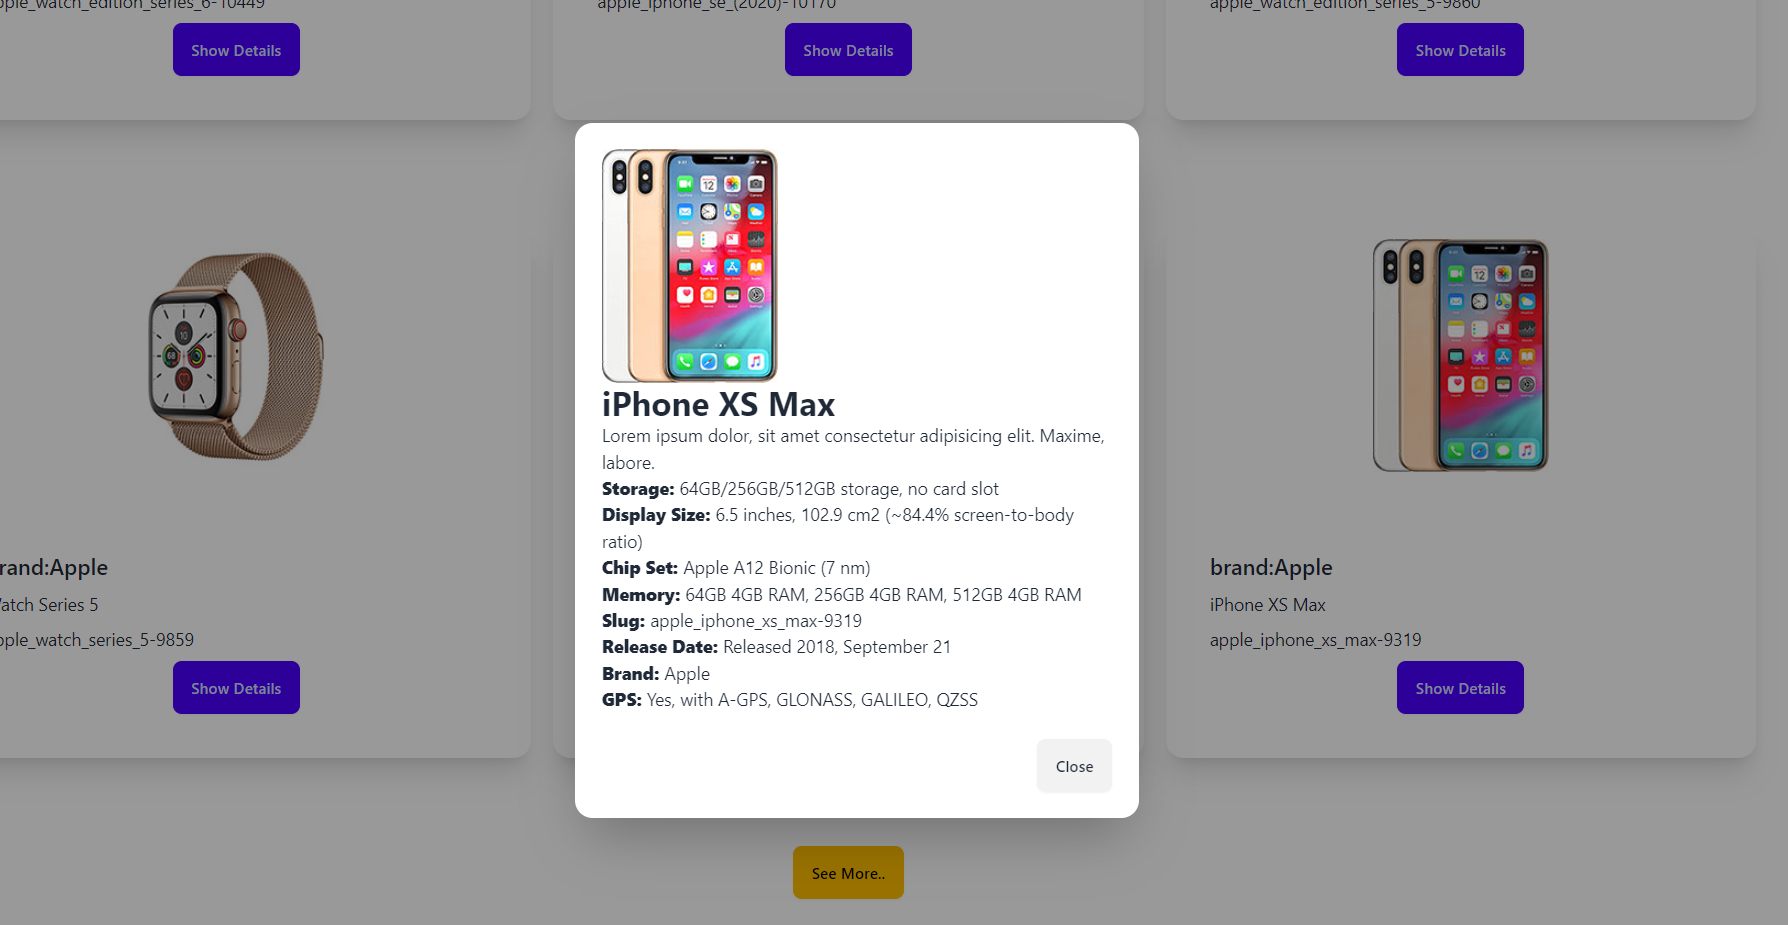 apple_watch_edition_series_6-10449
apple_iphone_se_(2020)-10170
apple_watch_edition_series_5-9860
Show Details
Show Details
Show Details
iPhone XS Max
Lorem ipsum dolor, sit amet consectetur adipisicing elit. Maxime,
labore.
Storage: 64GB/256GB/512GB storage, no card slot
Display Size: 6.5 inches, 102.9 cm2 (~84.4% screen-to-body
ratio)
Chip Set: Apple A12 Bionic (7 nm)
Memory: 64GB 4GB RAM, 256GB 4GB RAM, 512GB 4GB RAM
Slug: apple_iphone_xs_max-9319
Release Date: Released 2018, September 21
Brand: Apple
GPS: Yes, with A-GPS, GLONASS, GALILEO, QZSS
Close
rand:Apple
Watch Series 5
pple_watch_series_5-9859
Show Details
brand:Apple
iPhone XS Max
apple_iphone_xs_max-9319
Show Details
See More..